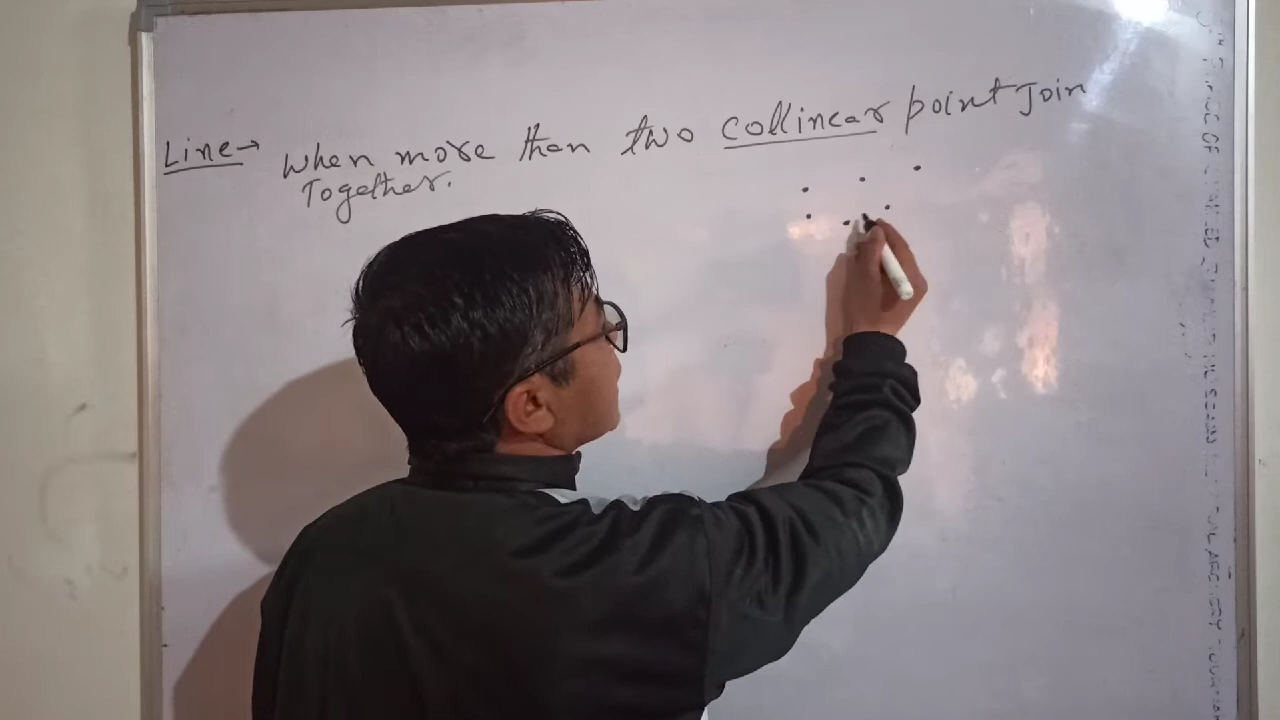 Line → When more than two collinear point Join
Together.